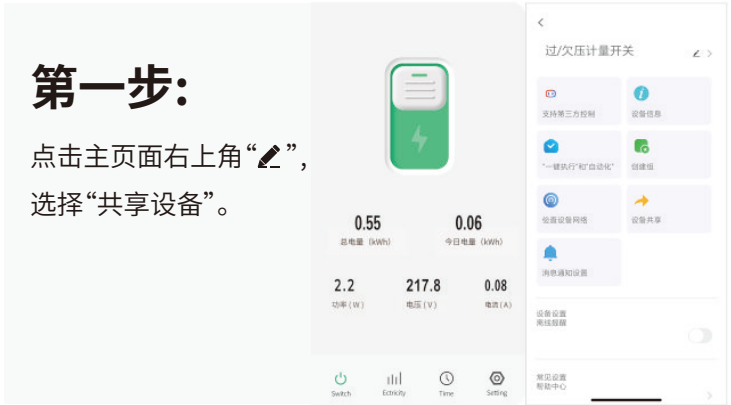 第一步:
点击主页面右上角“ ”,
选择“共享设备”。
0.55
0.06
总电量 (kWh)
今日电量 (kWh)
2.2
217.8
0.08
功率(W)
电压(V)
电流(A)
Switch
Ectricity
Time
Setting
过/欠压计量开关
支持第三方控制
设备信息
“一键执行”和“自动化”
创建组
检查设备网络
设备共享
消息通知设置
设备设置
离线提醒
常见设置
帮助中心